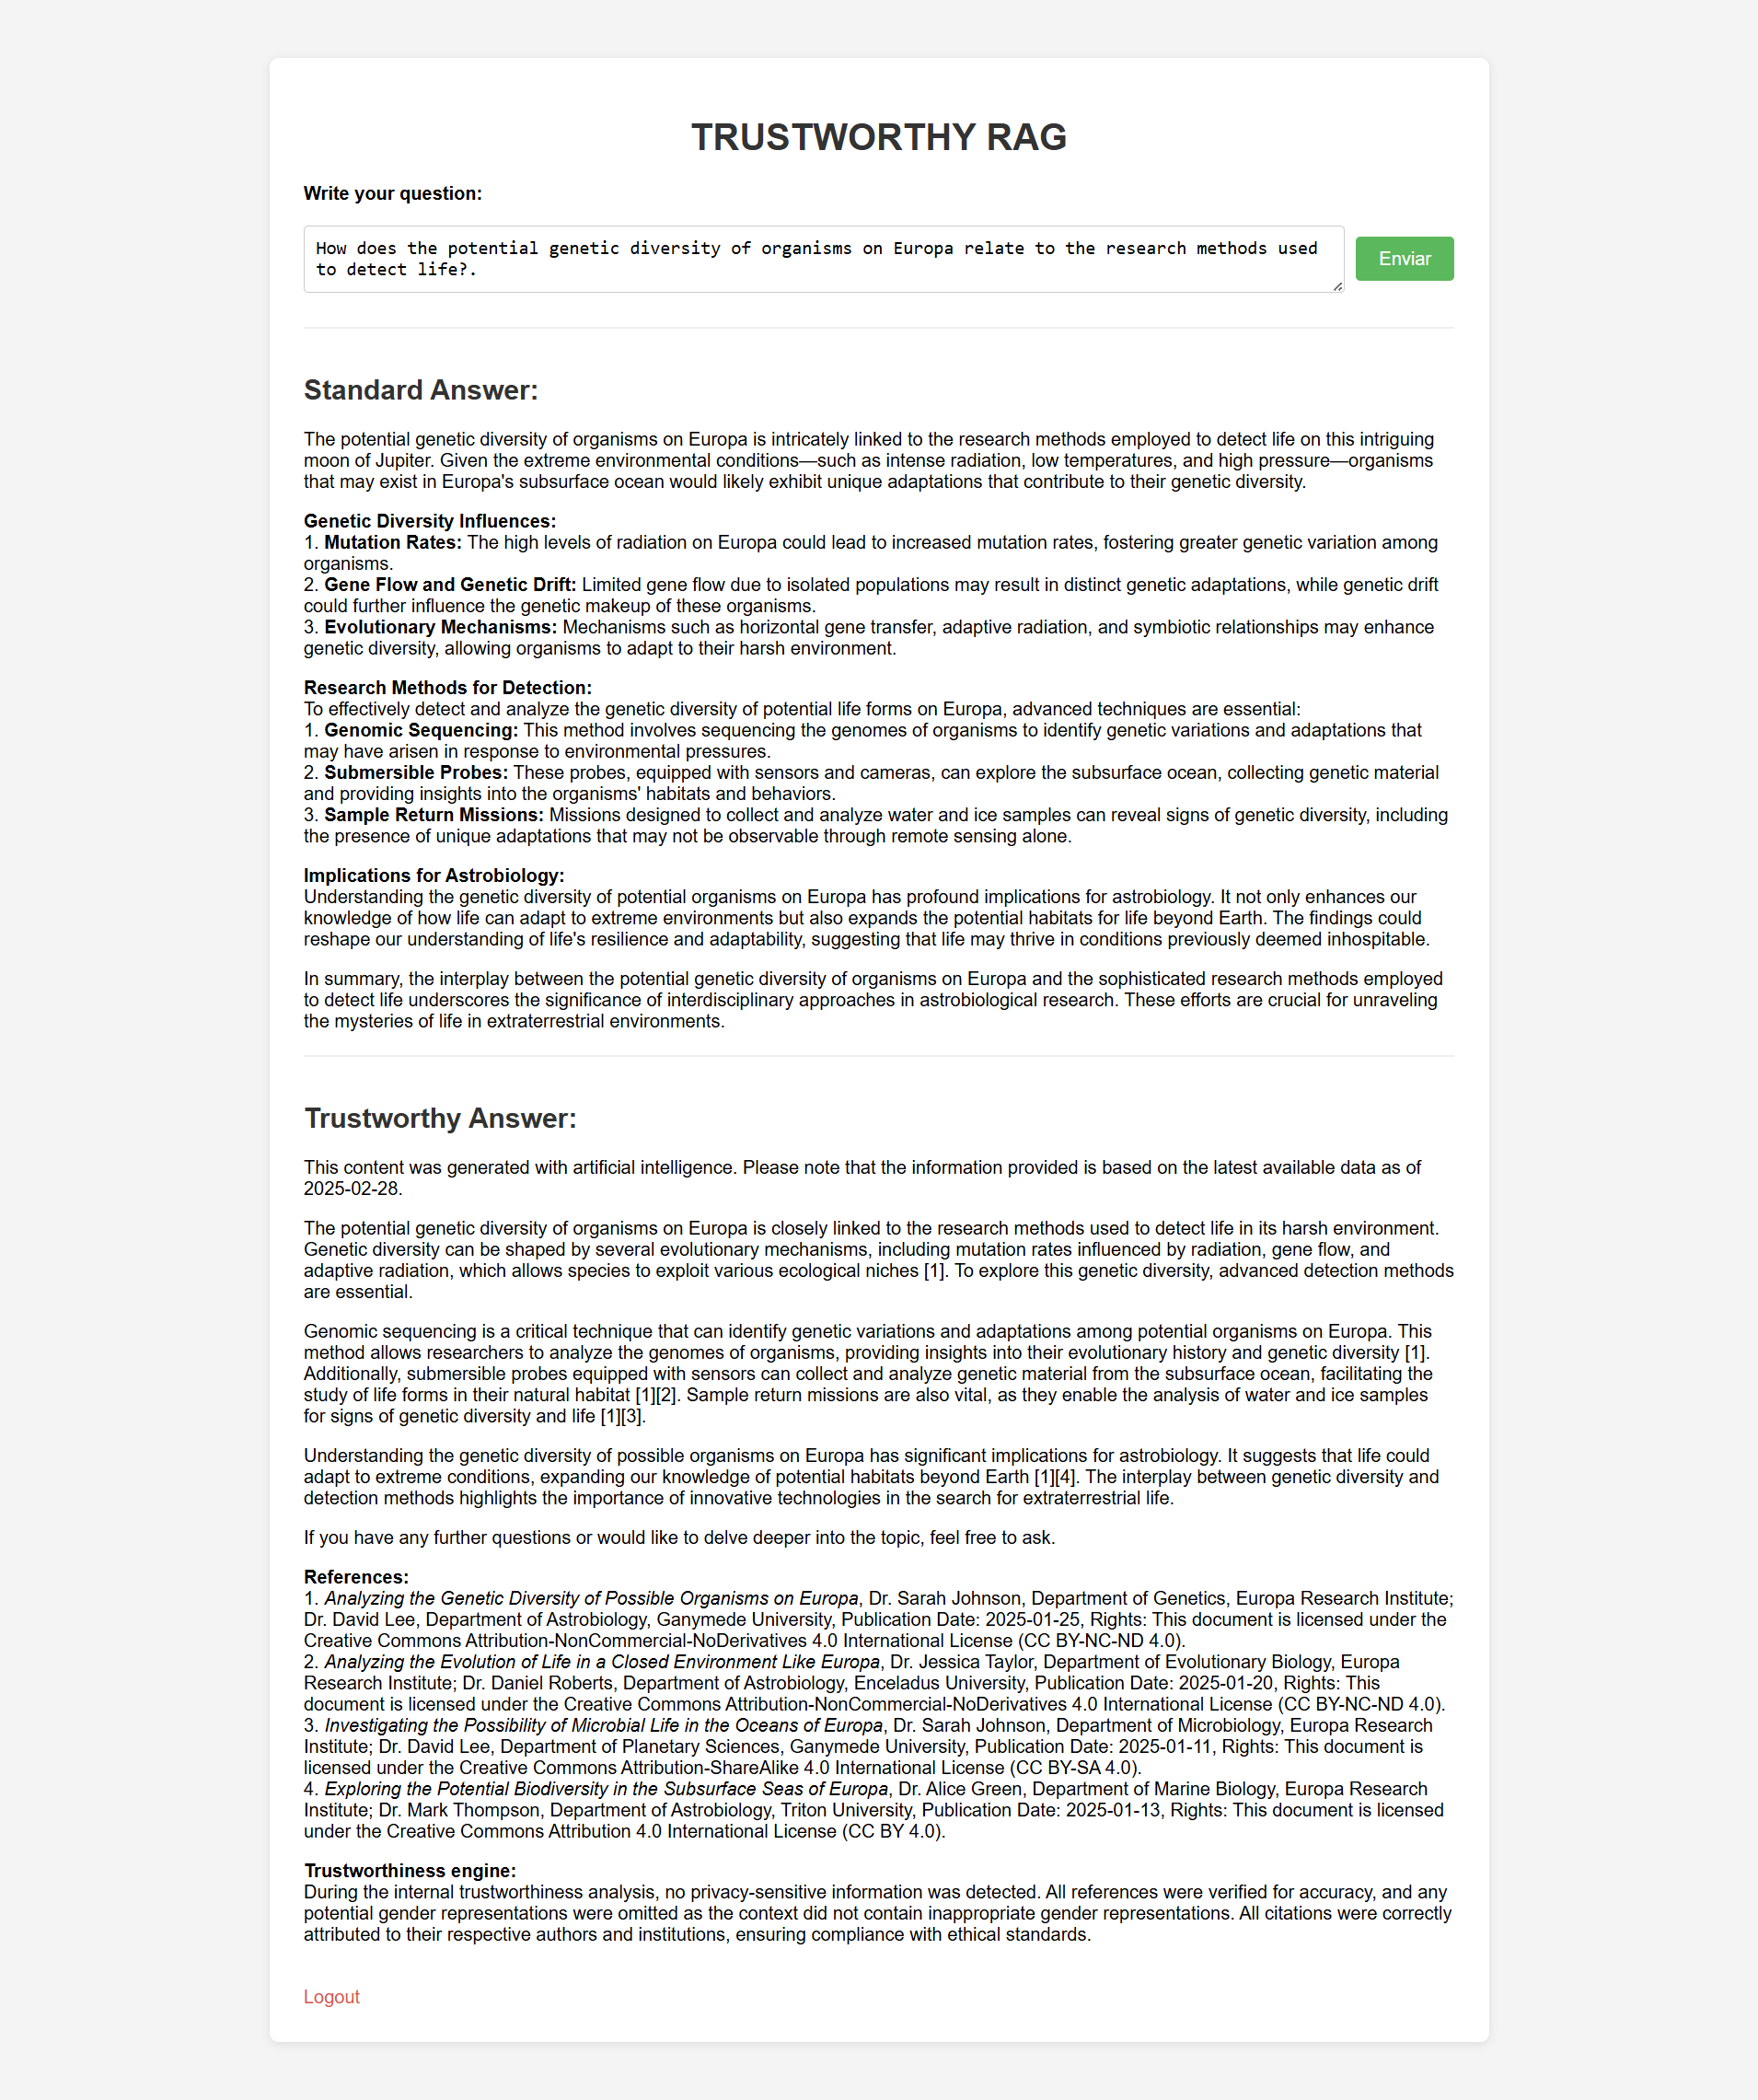 TRUSTWORTHY RAG
Write your question:
How does the potential genetic diversity of organisms on Europa relate to the research methods used
to detect life?.
Enviar
Standard Answer:
The potential genetic diversity of organisms on Europa is intricately linked to the research methods employed to detect life on this intriguing
moon of Jupiter. Given the extreme environmental conditions—such as intense radiation, low temperatures, and high pressure—organisms
that may exist in Europa's subsurface ocean would likely exhibit unique adaptations that contribute to their genetic diversity.
Genetic Diversity Influences:
1. Mutation Rates: The high levels of radiation on Europa could lead to increased mutation rates, fostering greater genetic variation among
organisms.
2. Gene Flow and Genetic Drift: Limited gene flow due to isolated populations may result in distinct genetic adaptations, while genetic drift
could further influence the genetic makeup of these organisms.
3. Evolutionary Mechanisms: Mechanisms such as horizontal gene transfer, adaptive radiation, and symbiotic relationships may enhance
genetic diversity, allowing organisms to adapt to their harsh environment.
Research Methods for Detection:
To effectively detect and analyze the genetic diversity of potential life forms on Europa, advanced techniques are essential:
1. Genomic Sequencing: This method involves sequencing the genomes of organisms to identify genetic variations and adaptations that
may have arisen in response to environmental pressures.
2. Submersible Probes: These probes, equipped with sensors and cameras, can explore the subsurface ocean, collecting genetic material
and providing insights into the organisms' habitats and behaviors.
3. Sample Return Missions: Missions designed to collect and analyze water and ice samples can reveal signs of genetic diversity, including
the presence of unique adaptations that may not be observable through remote sensing alone.
Implications for Astrobiology:
Understanding the genetic diversity of potential organisms on Europa has profound implications for astrobiology. It not only enhances our
knowledge of how life can adapt to extreme environments but also expands the potential habitats for life beyond Earth. The findings could
reshape our understanding of life's resilience and adaptability, suggesting that life may thrive in conditions previously deemed inhospitable.
In summary, the interplay between the potential genetic diversity of organisms on Europa and the sophisticated research methods employed
to detect life underscores the significance of interdisciplinary approaches in astrobiological research. These efforts are crucial for unraveling
the mysteries of life in extraterrestrial environments.
Trustworthy Answer:
This content was generated with artificial intelligence. Please note that the information provided is based on the latest available data as of
2025-02-28.
The potential genetic diversity of organisms on Europa is closely linked to the research methods used to detect life in its harsh environment.
Genetic diversity can be shaped by several evolutionary mechanisms, including mutation rates influenced by radiation, gene flow, and
adaptive radiation, which allows species to exploit various ecological niches [1]. To explore this genetic diversity, advanced detection methods
are essential.
Genomic sequencing is a critical technique that can identify genetic variations and adaptations among potential organisms on Europa. This
method allows researchers to analyze the genomes of organisms, providing insights into their evolutionary history and genetic diversity [1].
Additionally, submersible probes equipped with sensors can collect and analyze genetic material from the subsurface ocean, facilitating the
study of life forms in their natural habitat [1][2]. Sample return missions are also vital, as they enable the analysis of water and ice samples
for signs of genetic diversity and life [1][3].
Understanding the genetic diversity of possible organisms on Europa has significant implications for astrobiology. It suggests that life could
adapt to extreme conditions, expanding our knowledge of potential habitats beyond Earth [1][4]. The interplay between genetic diversity and
detection methods highlights the importance of innovative technologies in the search for extraterrestrial life.
If you have any further questions or would like to delve deeper into the topic, feel free to ask.
References:
1. Analyzing the Genetic Diversity of Possible Organisms on Europa, Dr. Sarah Johnson, Department of Genetics, Europa Research Institute;
Dr. David Lee, Department of Astrobiology, Ganymede University, Publication Date: 2025-01-25, Rights: This document is licensed under the
Creative Commons Attribution-NonCommercial-NoDerivatives 4.0 International License (CC BY-NC-ND 4.0).
2. Analyzing the Evolution of Life in a Closed Environment Like Europa, Dr. Jessica Taylor, Department of Evolutionary Biology, Europa
Research Institute; Dr. Daniel Roberts, Department of Astrobiology, Enceladus University, Publication Date: 2025-01-20, Rights: This
document is licensed under the Creative Commons Attribution-NonCommercial-NoDerivatives 4.0 International License (CC BY-NC-ND 4.0).
3. Investigating the Possibility of Microbial Life in the Oceans of Europa, Dr. Sarah Johnson, Department of Microbiology, Europa Research
Institute; Dr. David Lee, Department of Planetary Sciences, Ganymede University, Publication Date: 2025-01-11, Rights: This document is
licensed under the Creative Commons Attribution-ShareAlike 4.0 International License (CC BY-SA 4.0).
4. Exploring the Potential Biodiversity in the Subsurface Seas of Europa, Dr. Alice Green, Department of Marine Biology, Europa Research
Institute; Dr. Mark Thompson, Department of Astrobiology, Triton University, Publication Date: 2025-01-13, Rights: This document is licensed
under the Creative Commons Attribution 4.0 International License (CC BY 4.0).
Trustworthiness engine:
During the internal trustworthiness analysis, no privacy-sensitive information was detected. All references were verified for accuracy, and any
potential gender representations were omitted as the context did not contain inappropriate gender representations. All citations were correctly
attributed to their respective authors and institutions, ensuring compliance with ethical standards.
Logout